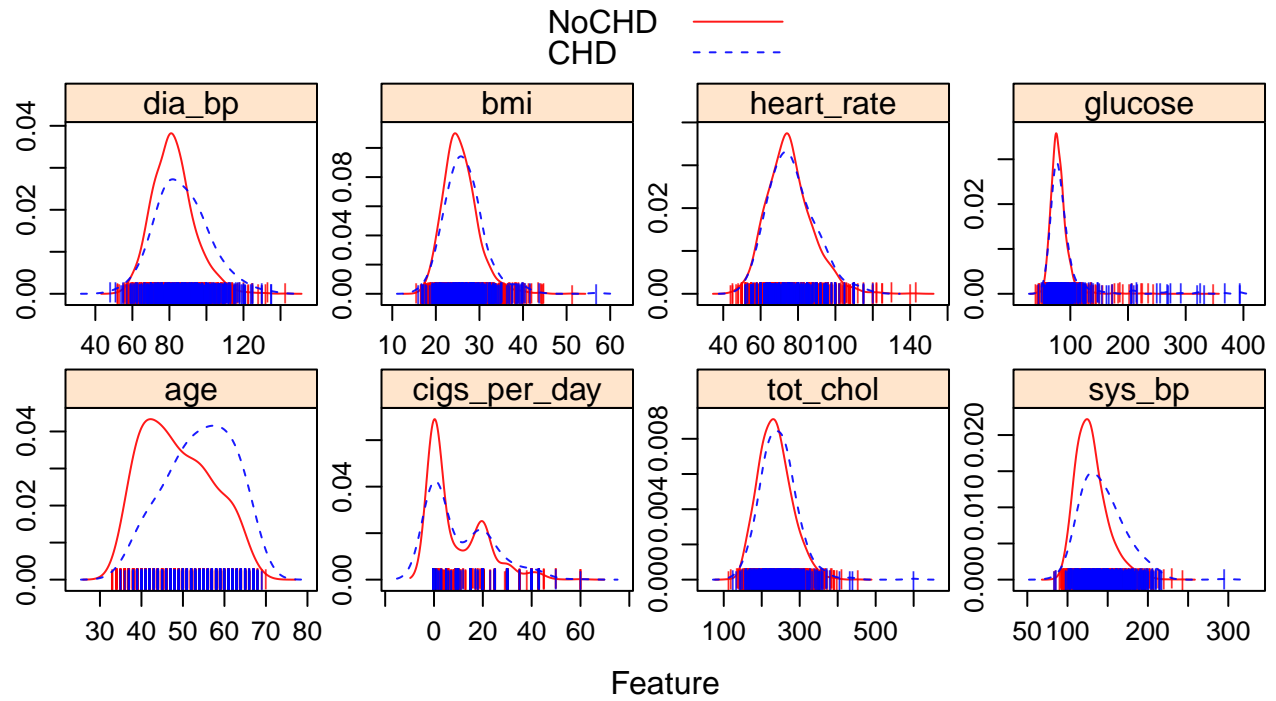 NoCHD
CHD
dia_bp
bmi
heart_rate
glucose
0.00 0.02 0.04
0.00 0.04 0.08
0.00 0.02
0.00 0.02
40 60 80 120
10 20 30 40 50 60
40 60 80 100 140
100 200 300 400
age
cigs_per_day
tot_chol
sys_bp
0.00 0.02 0.04
0.00 0.04
0.000 0.004 0.008
0.000 0.010 0.020
30 40 50 60 70 80
0 20 40 60
100 300 500
50 100 200 300
Feature